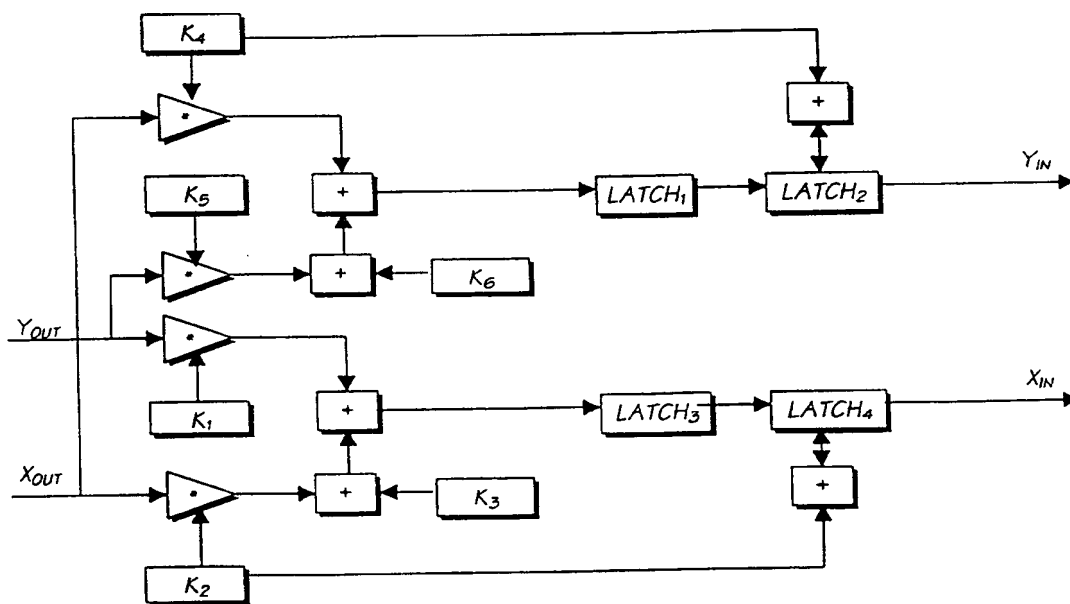 K4
+
*
K5
+
LATCH1
LATCH2
YIN
*
+
K6
YOUT
*
+
LATCH3
LATCH4
XIN
K1
XOUT
*
+
K3
+
K2